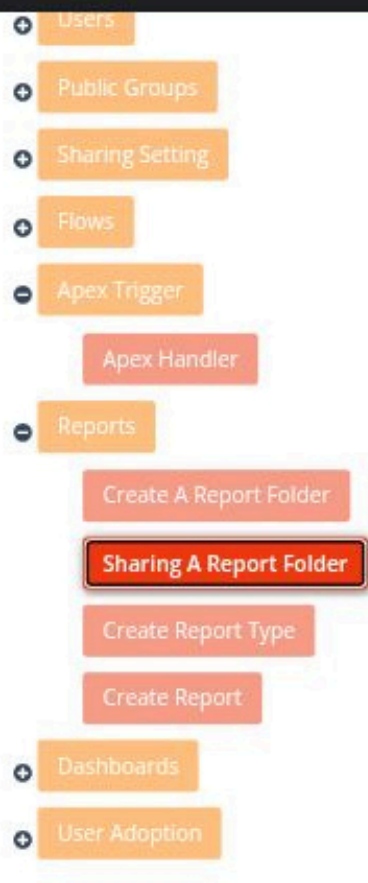 Users
Public Groups
Sharing Setting
Flows
Apex Trigger
Apex Handler
Reports
Create A Report Folder
Sharing A Report Folder
Create Report Type
Create Report
Dashboards
User Adoption